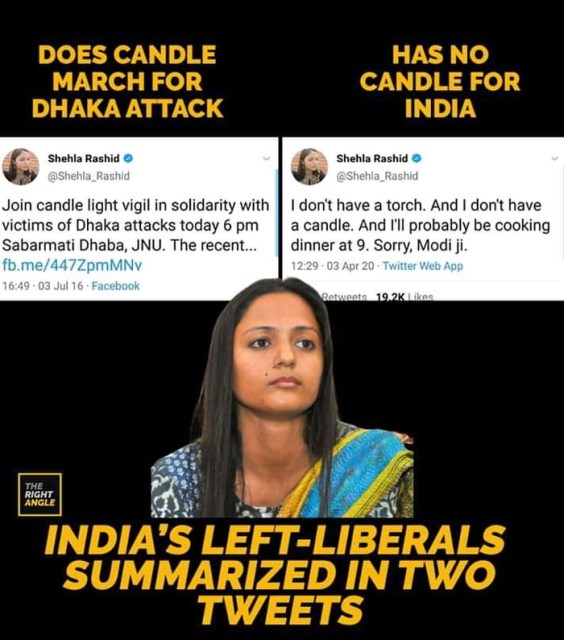 DOES CANDLE
MARCH FOR
DHAKA ATTACK
HAS NO
CANDLE FOR
INDIA
Shehla Rashid
@Shehla_Rashid
Join candle light vigil in solidarity with
victims of Dhaka attacks today 6 pm
Sabarmati Dhaba, JNU. The recent...
fb.me/447ZpmMNv
16:49 · 03 Jul 16 · Facebook
Shehla Rashid
@Shehla_Rashid
I don't have a torch. And I don't have
a candle. And I'll probably be cooking
dinner at 9. Sorry, Modi ji.
12:29 · 03 Apr 20 · Twitter Web App
Retweets 19.2K Likes
THE
RIGHT
ANGLE
INDIA'S LEFT-LIBERALS
SUMMARIZED IN TWO
TWEETS